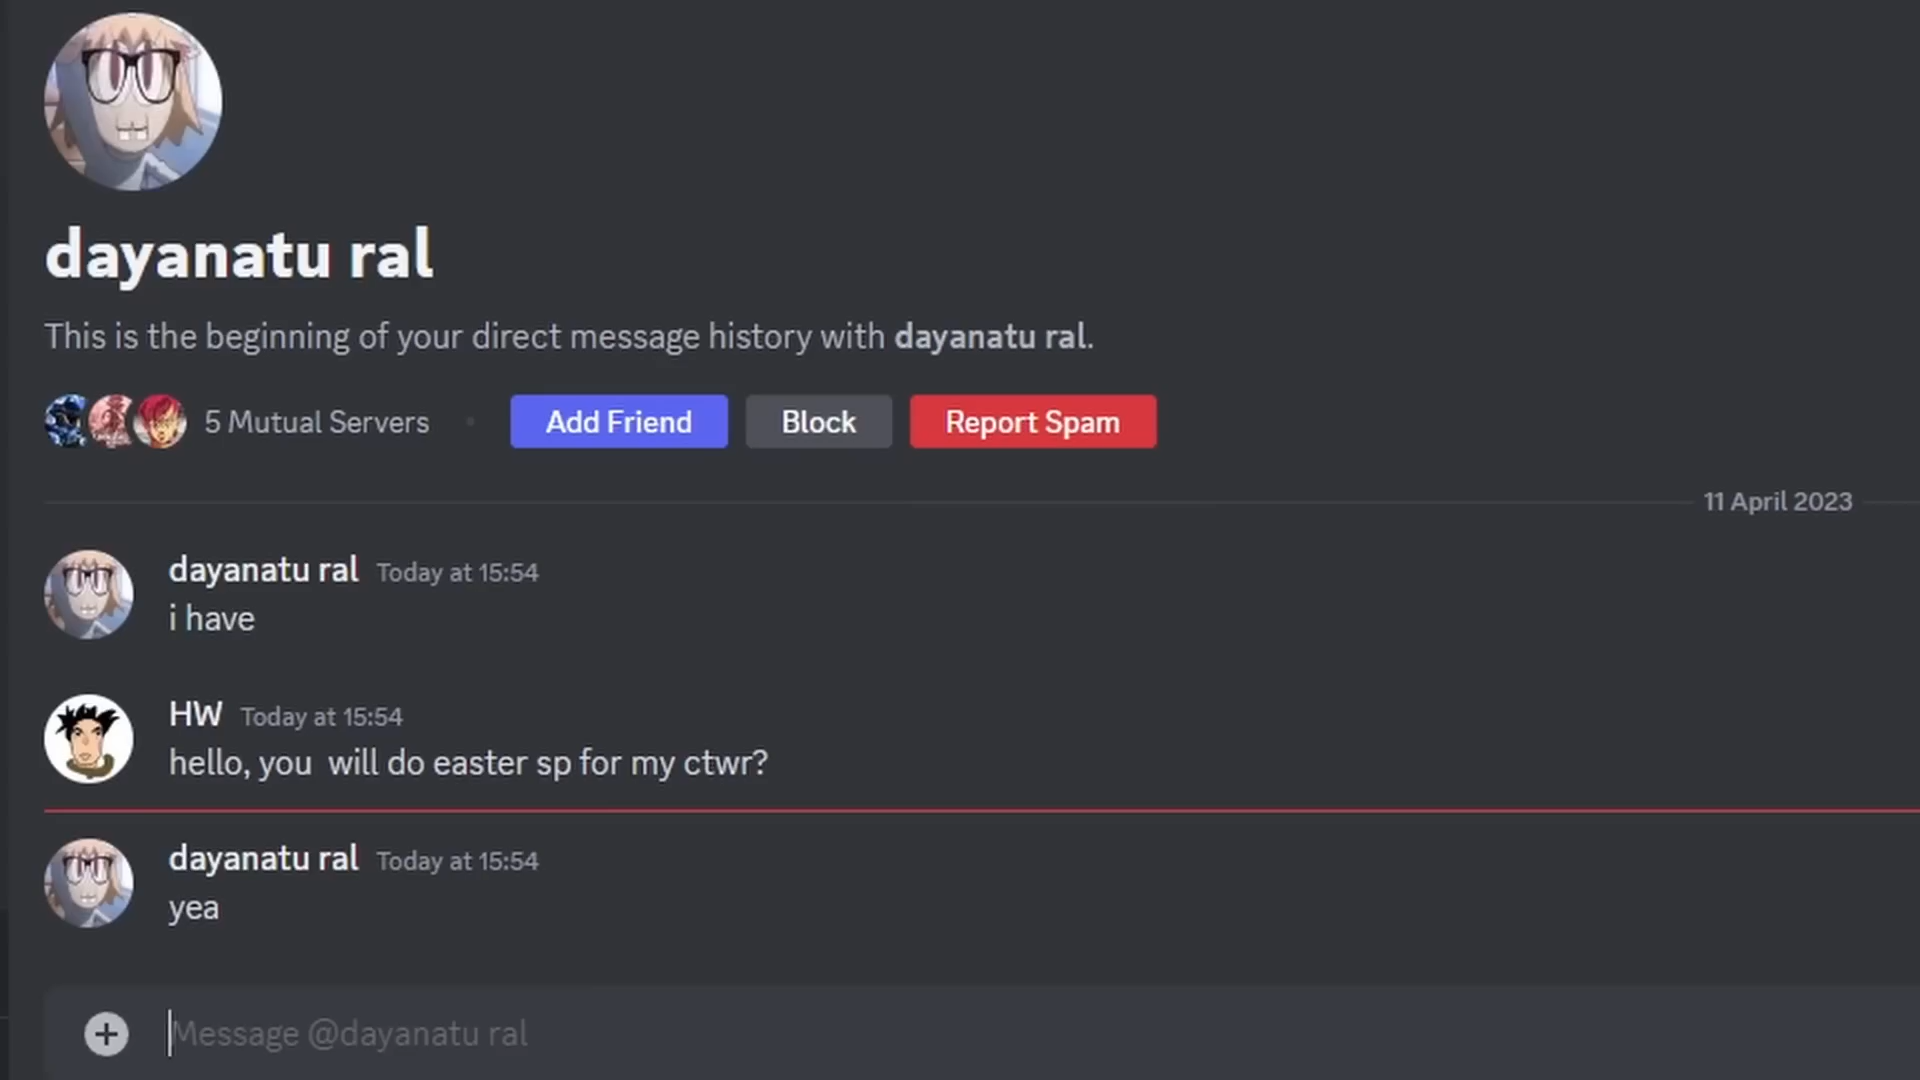 dayanatu ral
This is the beginning of your direct message history with dayanatu ral.
5 Mutual Servers Add Friend Block Report Spam
11 April 2023
dayanatu ral Today at 15:54
i have
HW Today at 15:54
hello, you  will do easter sp for my ctwr?
dayanatu ral Today at 15:54
yea
Message @dayanatu ral